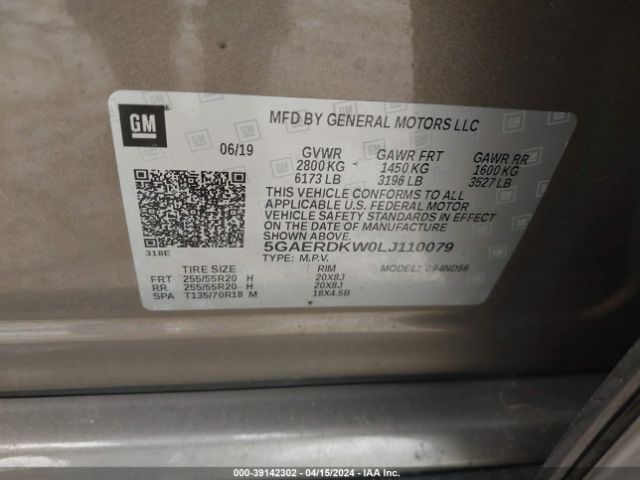 GM
MFD BY GENERAL MOTORS LLC
06/19 GVWR GAWR FRT GAWR RR
2800 KG 1450 KG 1600 KG
6173 LB 3196 LB 3527 LB
THIS VEHICLE CONFORMS TO ALL
APPLICABLE U.S. FEDERAL MOTOR
VEHICLE SAFETY STANDARDS IN EFFECT
ON THE DATE OF MANUFACTURE
SHOWN ABOVE.
318E 5GAERDKW0LJ110079
TYPE: M.P.V. MODEL: 094ND56
TIRE SIZE RIM
FRT 255/55R20 H 20X8J
RR 255/55R20 H 20X8J
SPA T135/70R18 M 18X4.5B
000-39142302 - 04/15/2024 - IAA Inc.